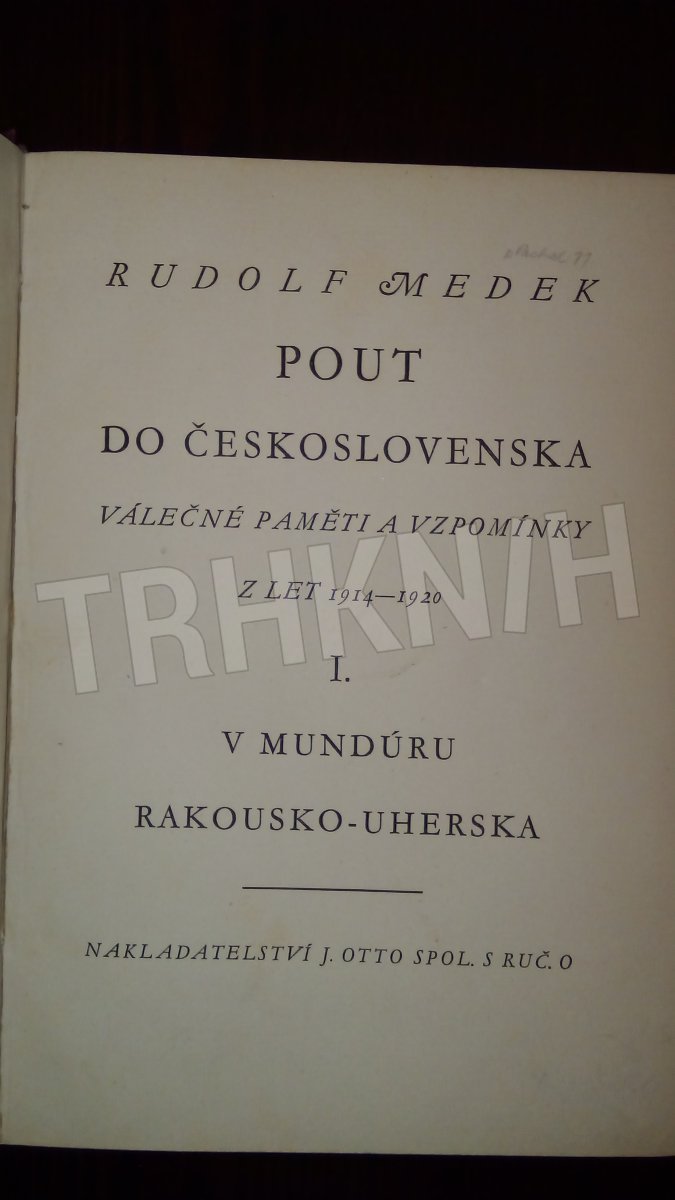 RUDOLF MEDEK
POUT
DO ČESKOSLOVENSKA
VÁLEČNÉ PAMĚTI A VZPOMÍNKY
Z LET 1914—1920
TRHKNIH
I.
V MUNDÚRU
RAKOUSKO-UHERSKA
NAKLADATELSTVÍ J. OTTO SPOL. S RUČ. O